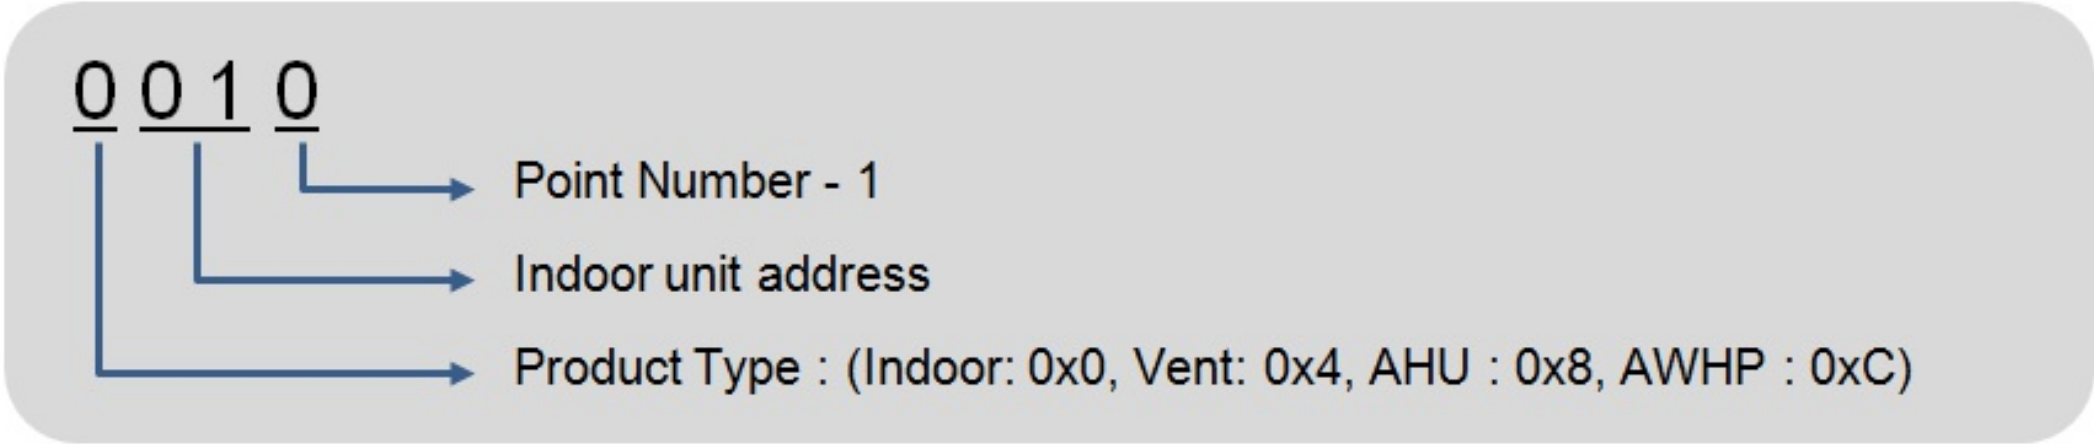 0 0 1 0
Point Number - 1
Indoor unit address
Product Type : (Indoor: 0x0, Vent: 0x4, AHU : 0x8, AWHP : 0xC)